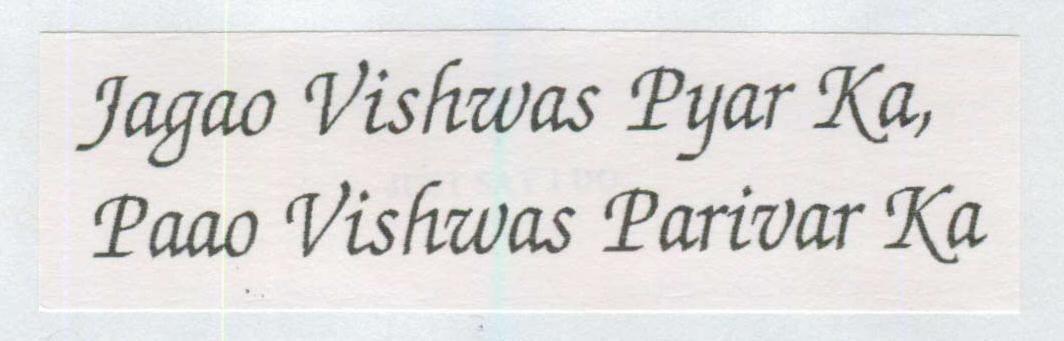 Jagao Vishwas Pyar Ka,
Paao Vishwas Parivar Ka